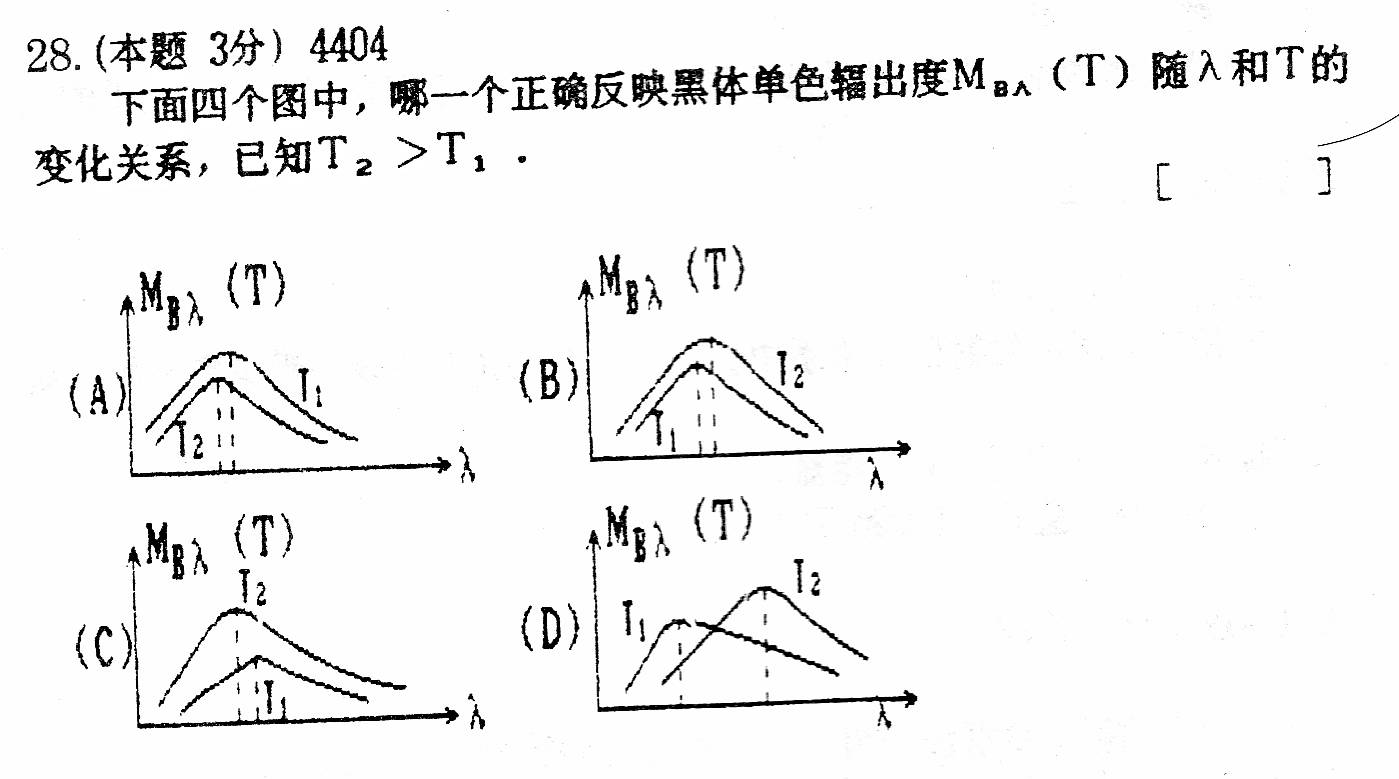 28. (本题 3分) 4404
下面四个图中，哪一个正确反映黑体单色辐出度M_Bλ (T) 随λ和T的
变化关系，已知T₂ ＞T₁ .
[ ]
M_Bλ (T)
(A)
T₁
T₂
λ
M_Bλ (T)
(B)
T₂
T₁
λ
M_Bλ (T)
T₂
(C)
T₁
λ
M_Bλ (T)
T₂
(D)
T₁
λ